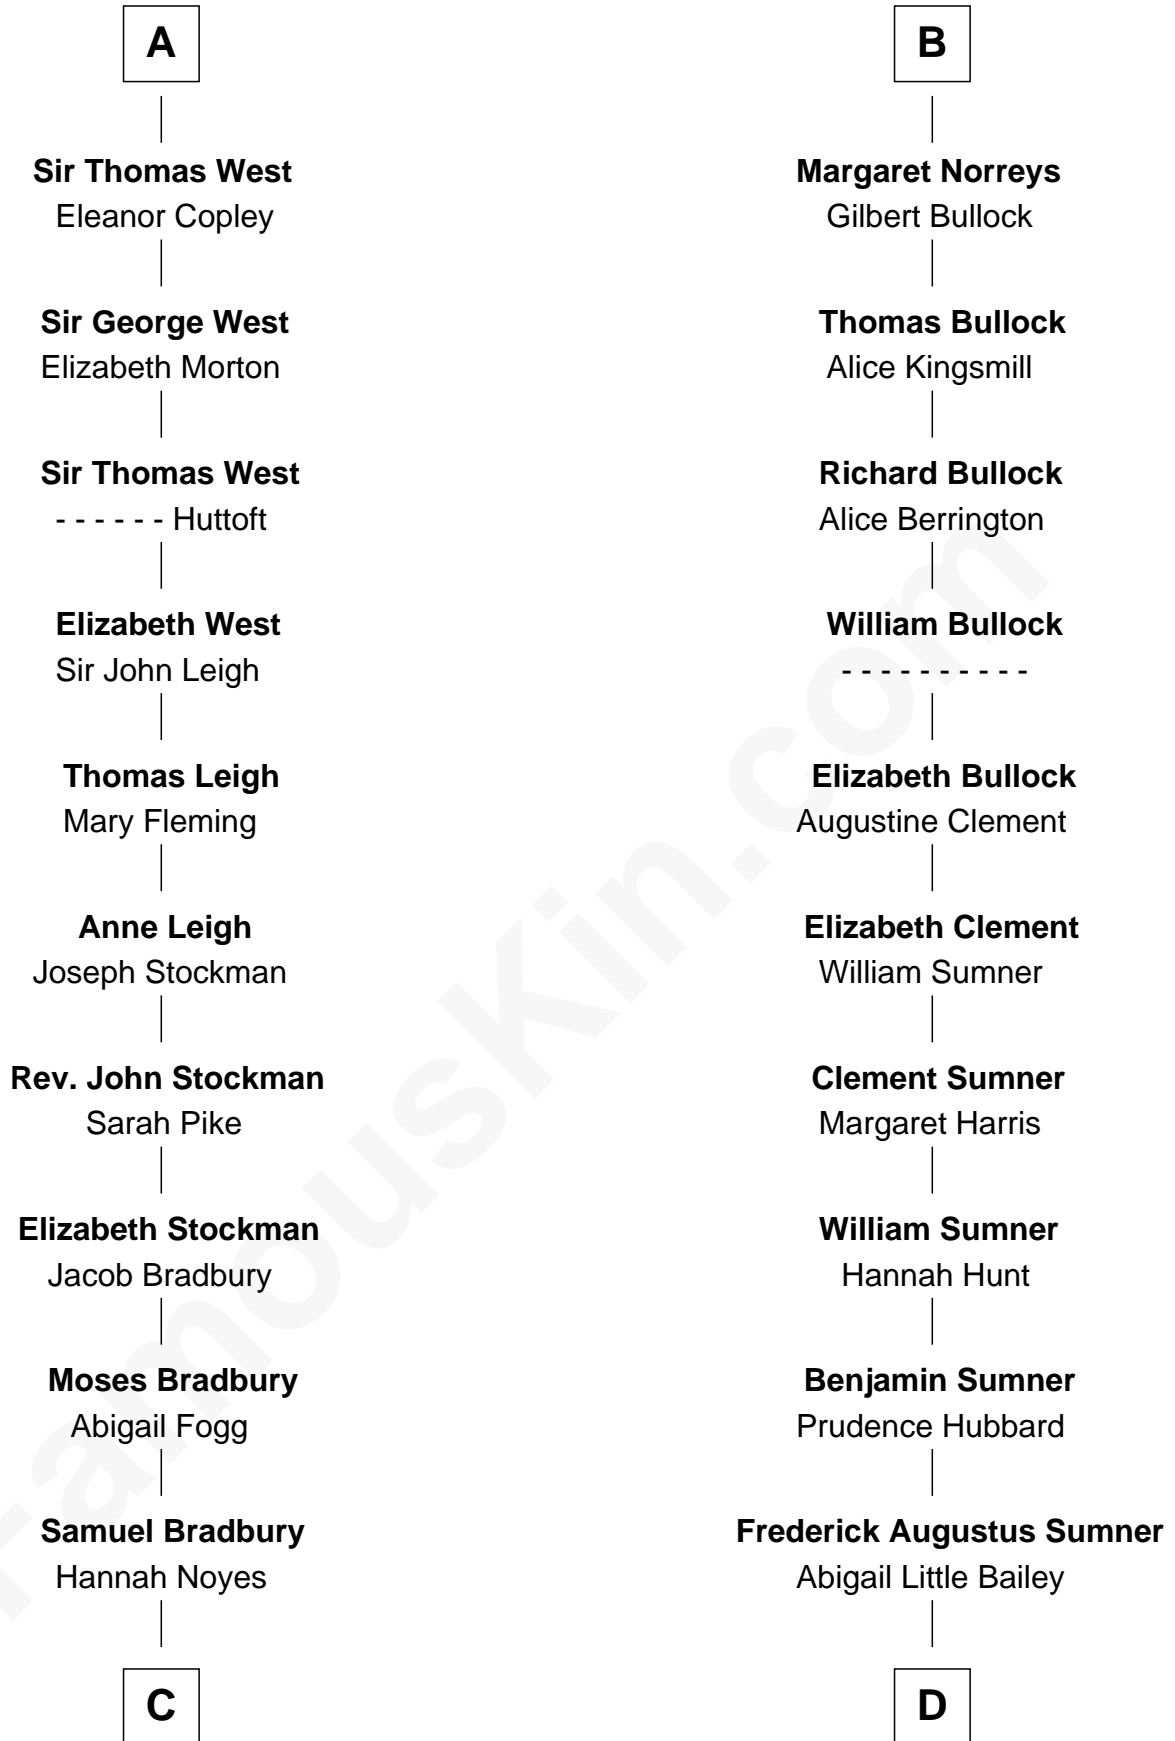 A
Sir Thomas West
Eleanor Copley
Sir George West
Elizabeth Morton
Sir Thomas West
- - - - - - Huttoft
Elizabeth West
Sir John Leigh
Thomas Leigh
Mary Fleming
Anne Leigh
Joseph Stockman
Rev. John Stockman
Sarah Pike
Elizabeth Stockman
Jacob Bradbury
Moses Bradbury
Abigail Fogg
Samuel Bradbury
Hannah Noyes
C
B
Margaret Norreys
Gilbert Bullock
Thomas Bullock
Alice Kingsmill
Richard Bullock
Alice Berrington
William Bullock
- - - - - - - - - -
Elizabeth Bullock
Augustine Clement
Elizabeth Clement
William Sumner
Clement Sumner
Margaret Harris
William Sumner
Hannah Hunt
Benjamin Sumner
Prudence Hubbard
Frederick Augustus Sumner
Abigail Little Bailey
D
FamousKin.com